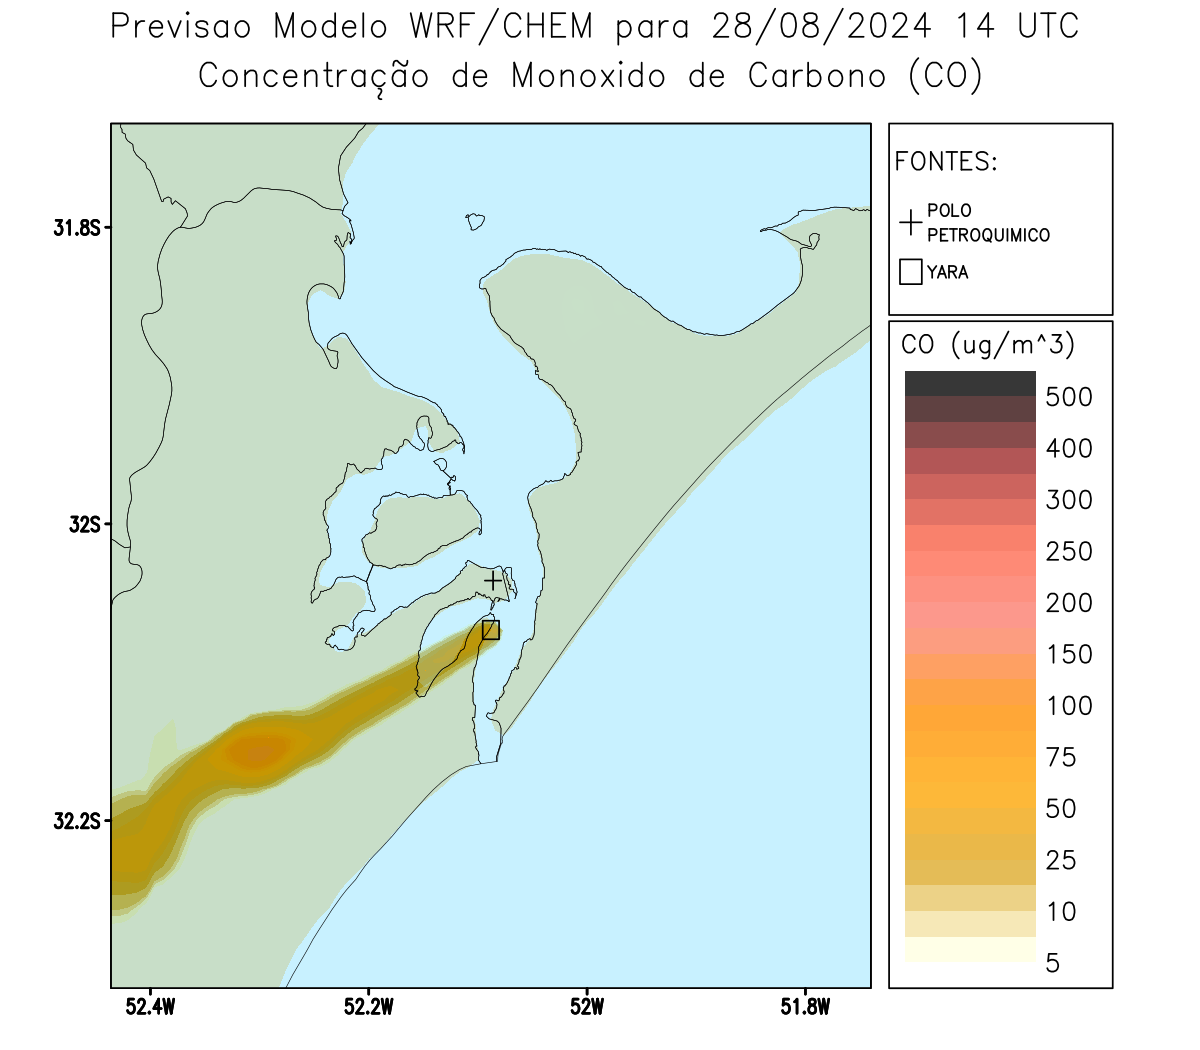 Previsao Modelo WRF/CHEM para 28/08/2024 14 UTC
Concentração de Monoxido de Carbono (CO)
FONTES:
POLO
PETROQUIMICO
YARA
CO (ug/m^3)
500
400
300
250
200
150
100
75
50
25
10
5
31.8S
32S
32.2S
52.4W
52.2W
52W
51.8W